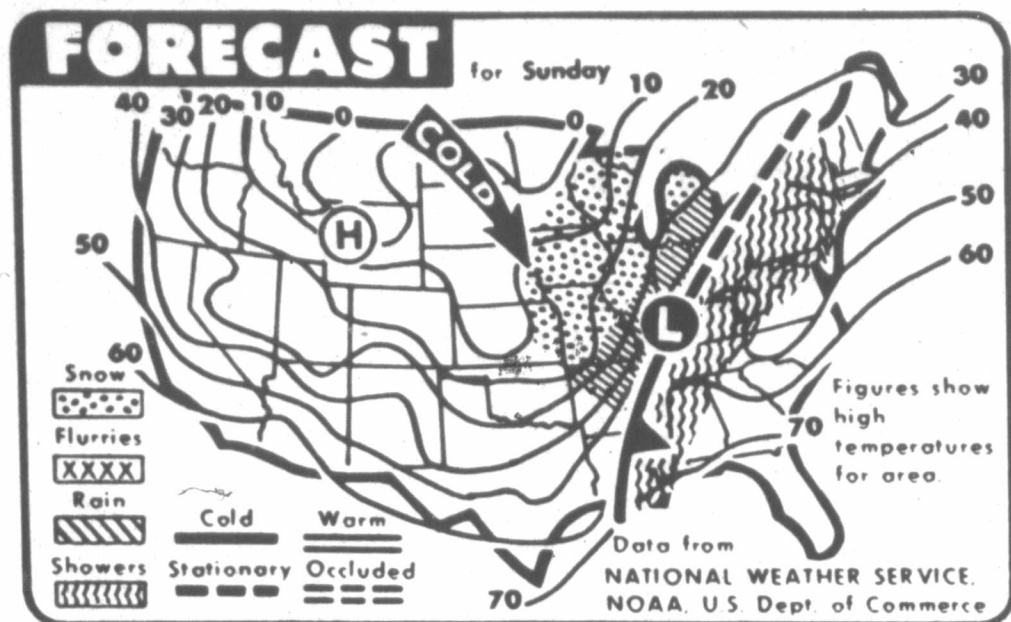 FORECAST
for Sunday
40 30 20 10 0 0 10 20 30
40
COLD
50
H
50
60
L
60
Snow
Flurries
XXXX
Rain
Showers
Cold
Warm
Stationary
Occluded
70
70
Figures show
high
temperatures
for area.
Data from
NATIONAL WEATHER SERVICE,
NOAA, U.S. Dept. of Commerce